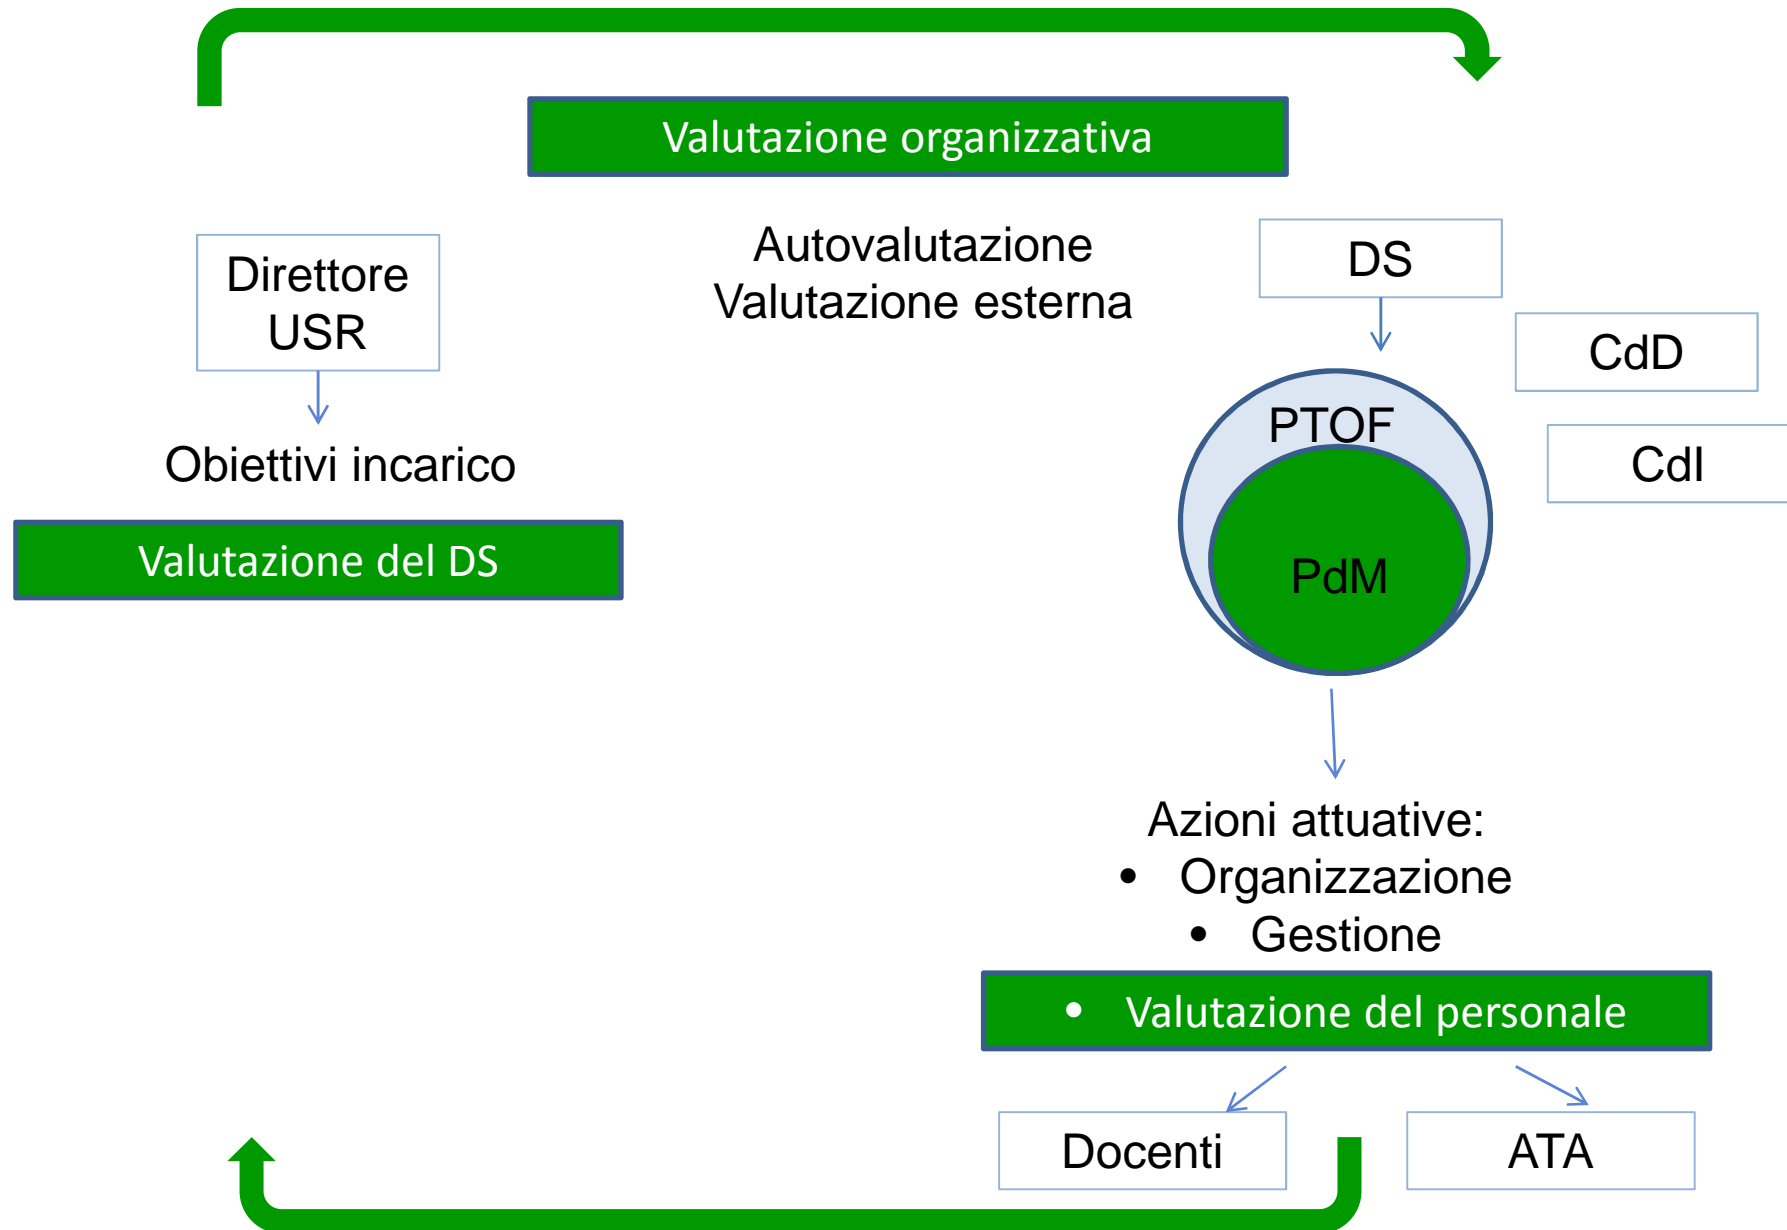 Valutazione organizzativa
Direttore
USR
Obiettivi incarico
Valutazione del DS
Autovalutazione
Valutazione esterna
DS
CdD
CdI
PTOF
PdM
Azioni attuative:
• Organizzazione
• Gestione
• Valutazione del personale
Docenti
ATA